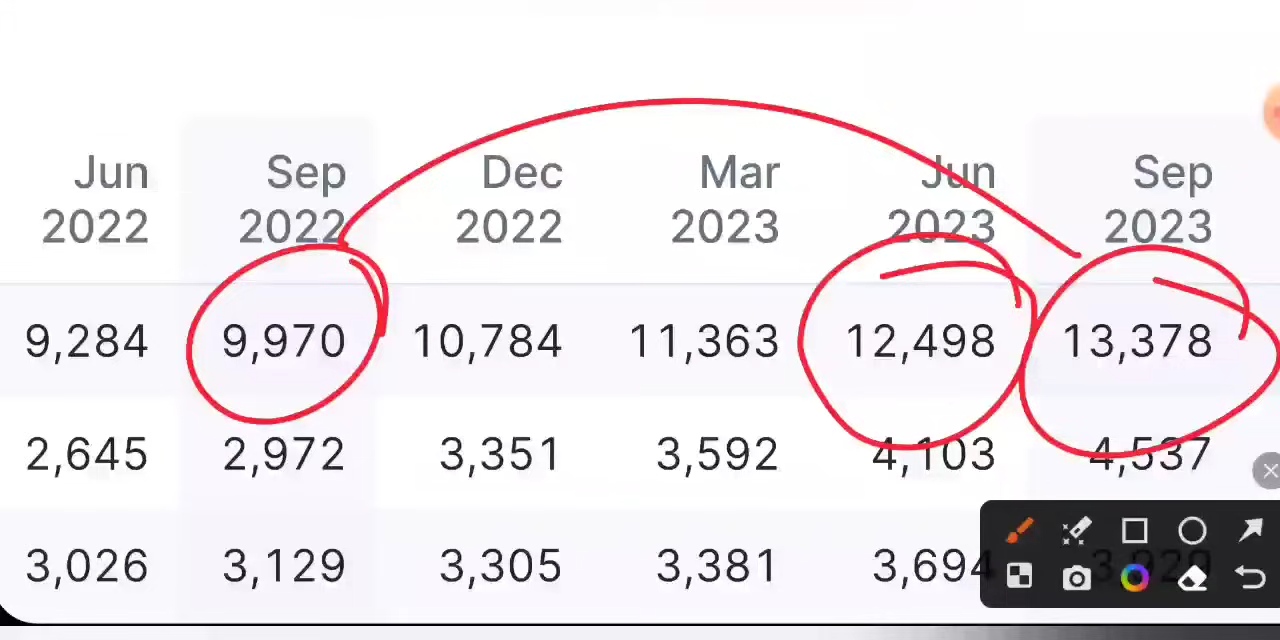 Jun Sep Dec Mar Jun Sep
2022 2022 2022 2023 2023 2023
9,284 9,970 10,784 11,363 12,498 13,378
2,645 2,972 3,351 3,592 4,103 4,537
3,026 3,129 3,305 3,381 3,694 3,929